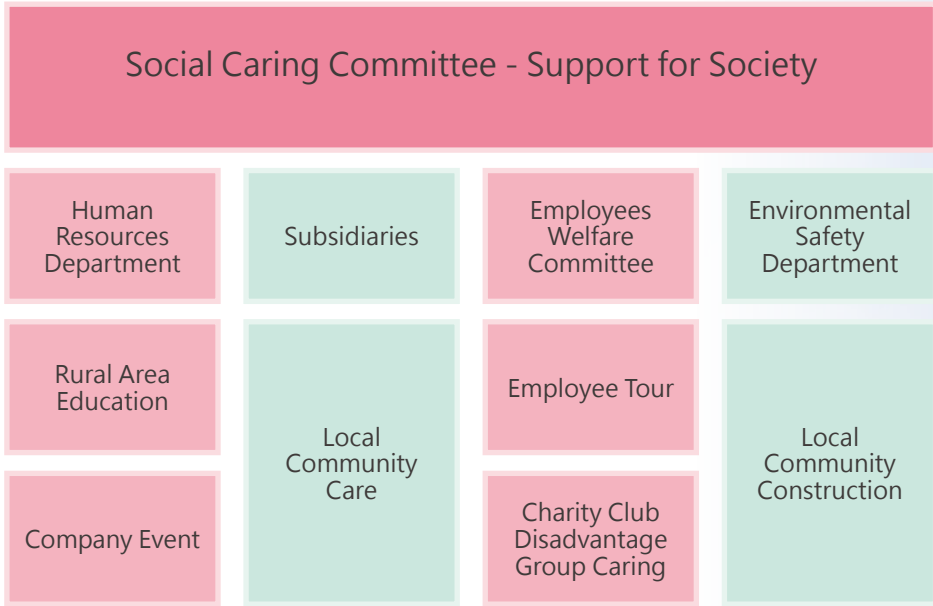 Social Caring Committee - Support for Society
Human
Resources
Department
Subsidiaries
Employees
Welfare
Committee
Environmental
Safety
Department
Rural Area
Education
Local
Community
Care
Employee Tour
Local
Community
Construction
Company Event
Charity Club
Disadvantage
Group Caring